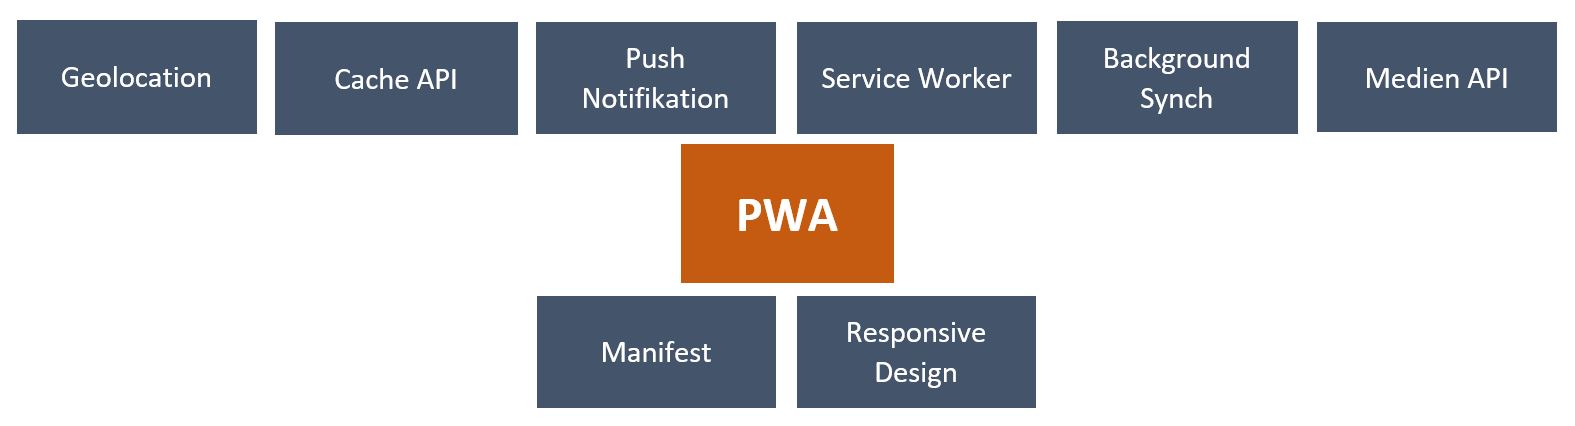 Geolocation
Cache API
Push
Notifikation
Service Worker
Background
Synch
Medien API
PWA
Manifest
Responsive
Design